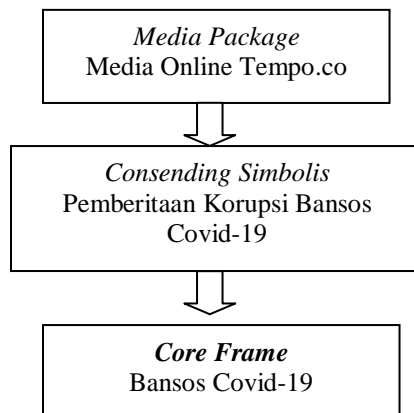 Media Package
Media Online Tempo.co
Consending Simbolis
Pemberitaan Korupsi Bansos
Covid-19
Core Frame
Bansos Covid-19